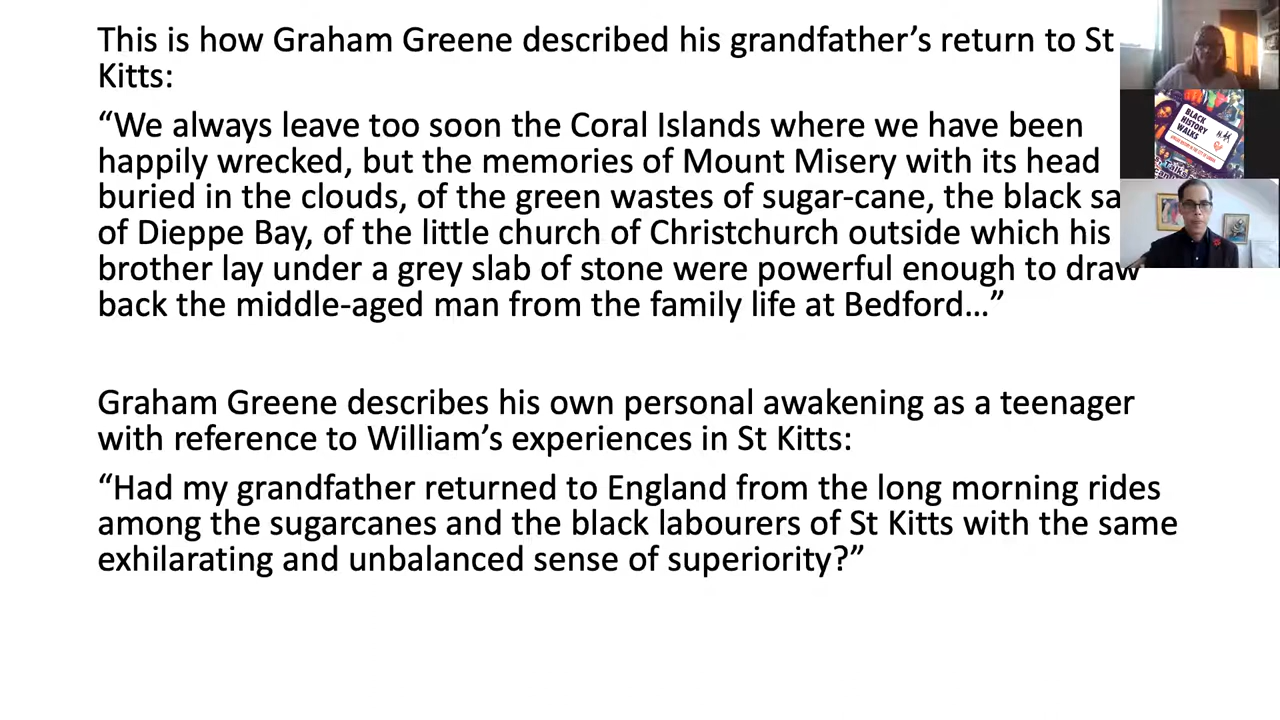 This is how Graham Greene described his grandfather’s return to St
Kitts:
“We always leave too soon the Coral Islands where we have been
happily wrecked, but the memories of Mount Misery with its head
buried in the clouds, of the green wastes of sugar-cane, the black sa
of Dieppe Bay, of the little church of Christchurch outside which his
brother lay under a grey slab of stone were powerful enough to draw
back the middle-aged man from the family life at Bedford…”
Graham Greene describes his own personal awakening as a teenager
with reference to William’s experiences in St Kitts:
“Had my grandfather returned to England from the long morning rides
among the sugarcanes and the black labourers of St Kitts with the same
exhilarating and unbalanced sense of superiority?”
BLACK
HISTORY
WALKS